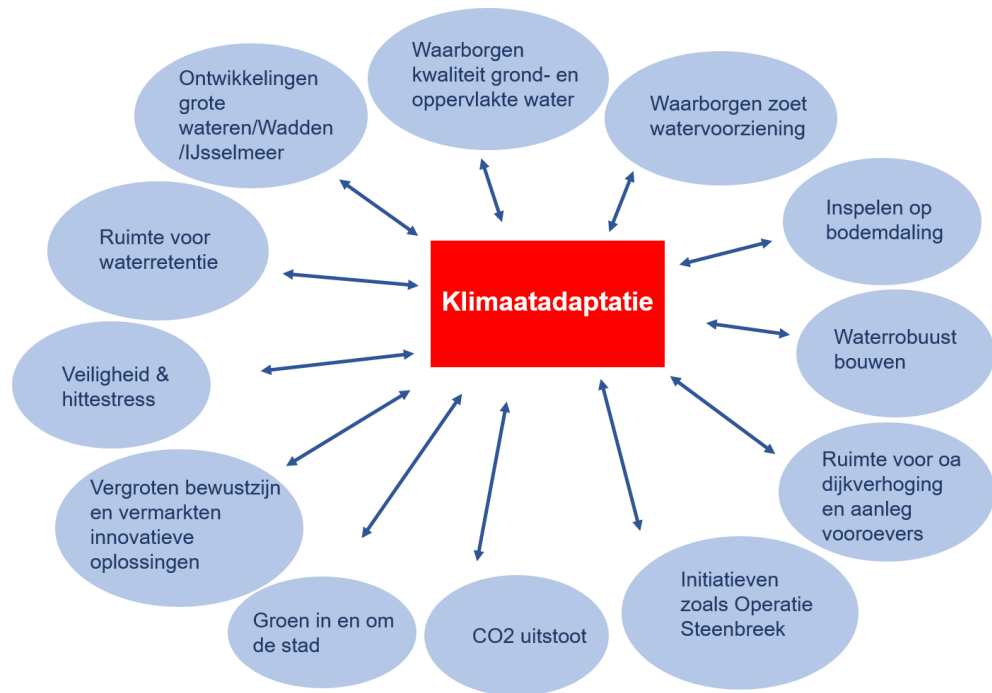 Ontwikkelingen
grote
wateren/Wadden
/IJsselmeer
Waarborgen
kwaliteit grond- en
oppervlakte water
Waarborgen zoet
watervoorziening
Inspelen op
bodemdaling
Ruimte voor
waterretentie
Klimaatadaptatie
Waterrobuust
bouwen
Veiligheid &
hittestress
Ruimte voor oa
dijkverhoging
en aanleg
vooroevers
Vergroten bewustzijn
en vermarkten
innovatieve
oplossingen
Initiatieven
zoals Operatie
Steenbreek
Groen in en om
de stad
CO2 uitstoot